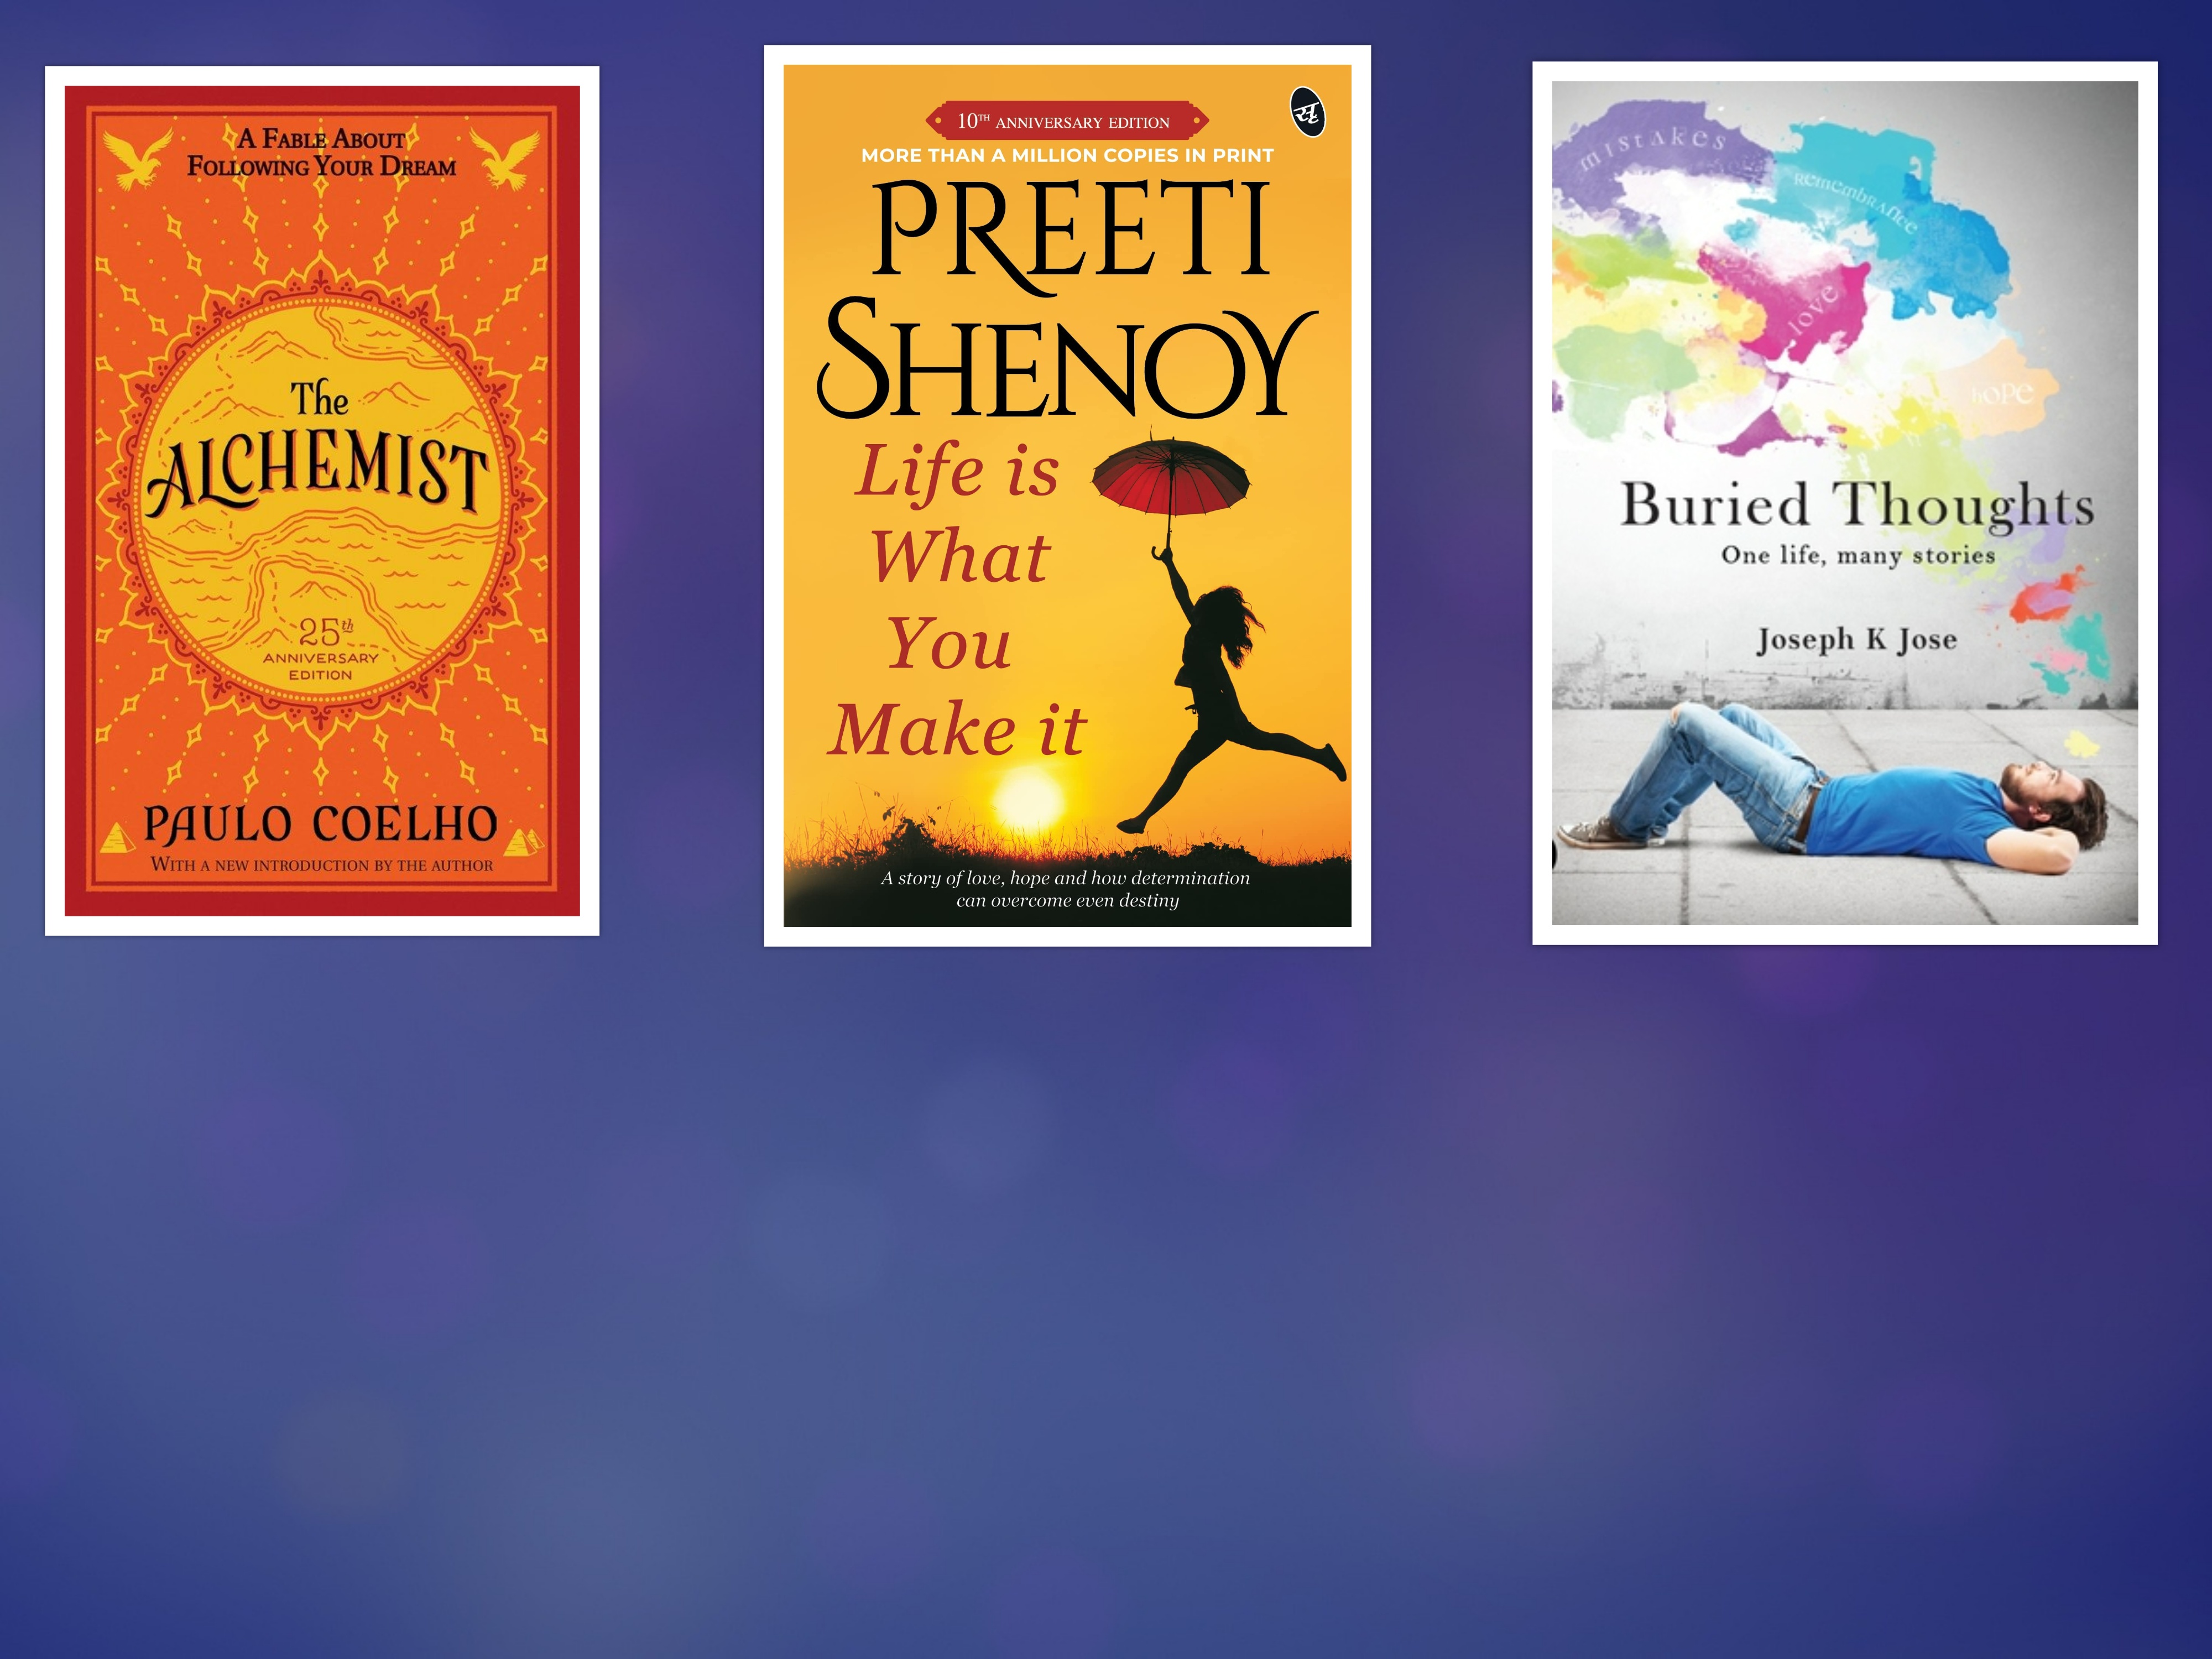 A FABLE ABOUT
FOLLOWING YOUR DREAM
The
ALCHEMIST
25th
ANNIVERSARY
EDITION
PAULO COELHO
WITH A NEW INTRODUCTION BY THE AUTHOR
10TH ANNIVERSARY EDITION
सृ
MORE THAN A MILLION COPIES IN PRINT
PREETI
SHENOY
Life is
What
You
Make it
A story of love, hope and how determination
can overcome even destiny
mistakes
remembrance
love
hope
Buried Thoughts
One life, many stories
Joseph K Jose